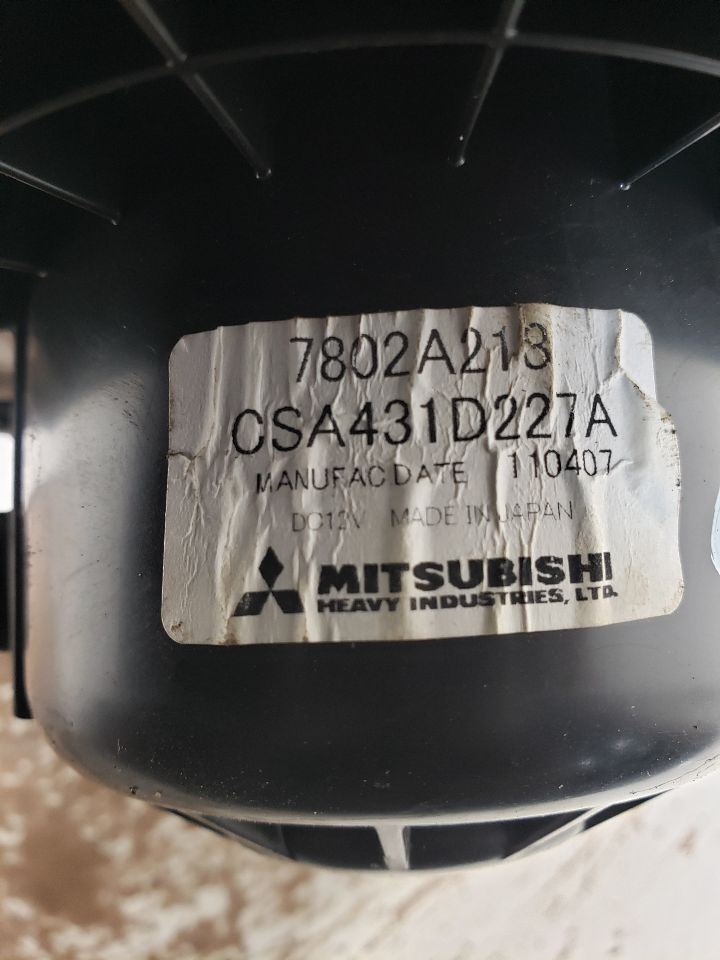 7802A213
CSA431D227A
MANUFAC DATE 110407
DC12V MADE IN JAPAN
MITSUBISHI
HEAVY INDUSTRIES, LTD.